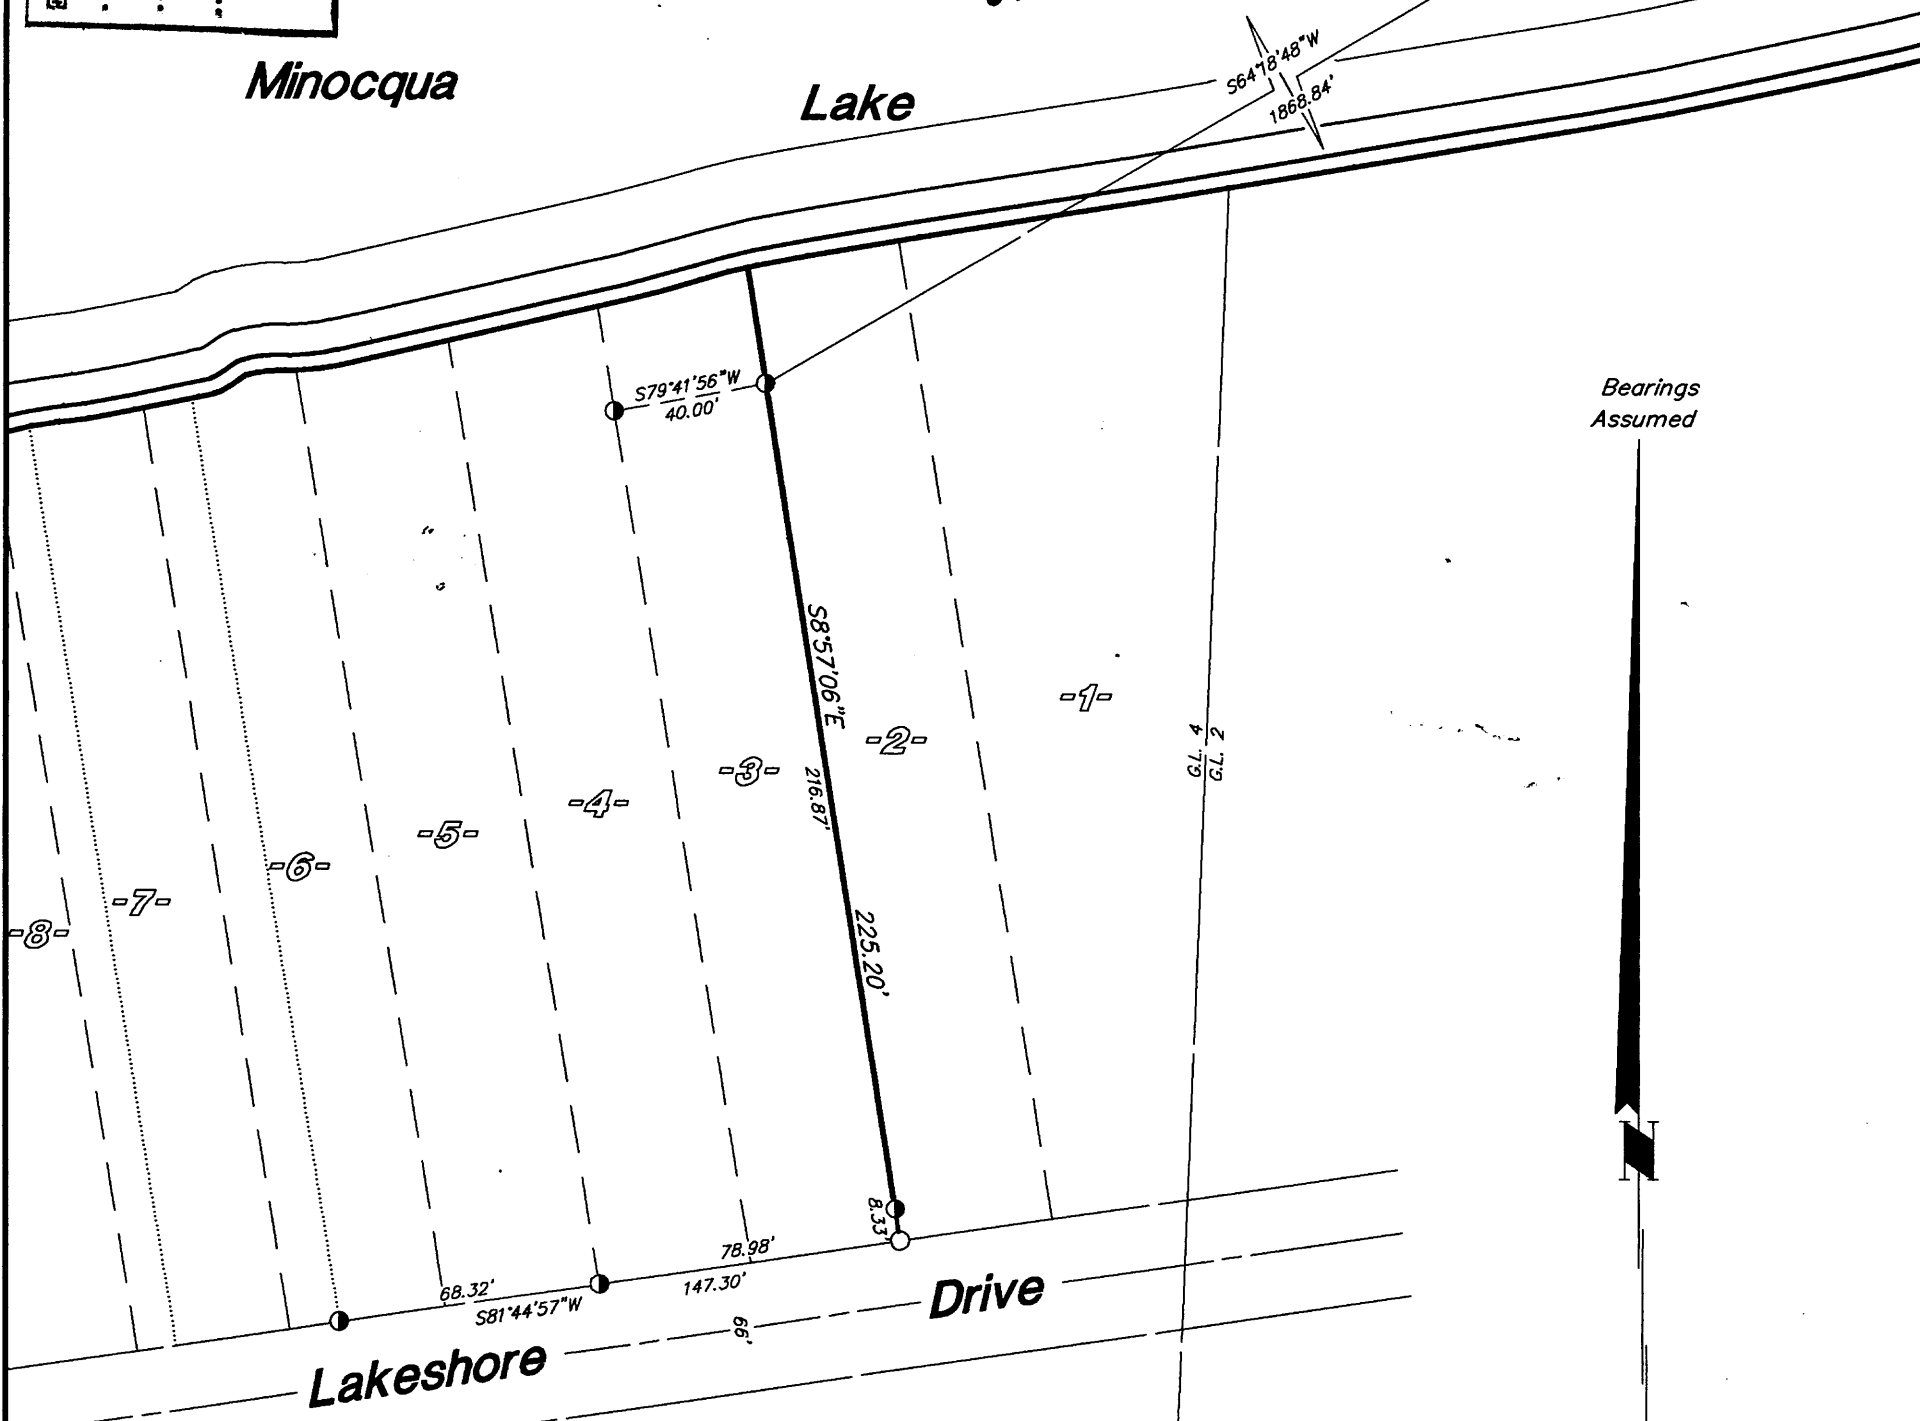 Minocqua Lake
S64°18'48"W
1868.84'
S79°41'56"W
40.00'
Bearings
Assumed
S8°57'06"E
216.87'
225.20'
-1-
-2-
-3-
-4-
-5-
-6-
-7-
-8-
G.L. 4
G.L. 2
8.33'
78.98'
68.32'
147.30'
S81°44'57"W
66'
Lakeshore Drive
N